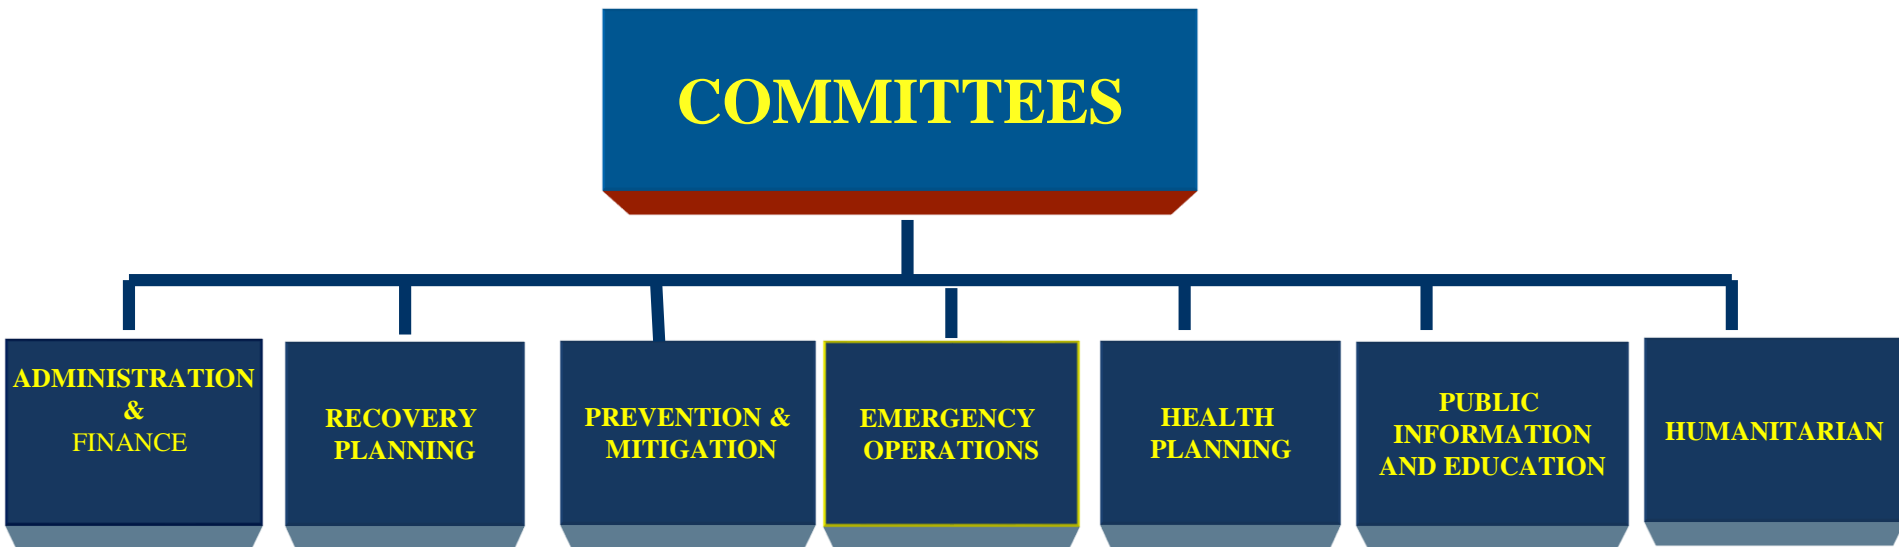 COMMITTEES
ADMINISTRATION
&
FINANCE
RECOVERY
PLANNING
PREVENTION &
MITIGATION
EMERGENCY
OPERATIONS
HEALTH
PLANNING
PUBLIC
INFORMATION
AND EDUCATION
HUMANITARIAN